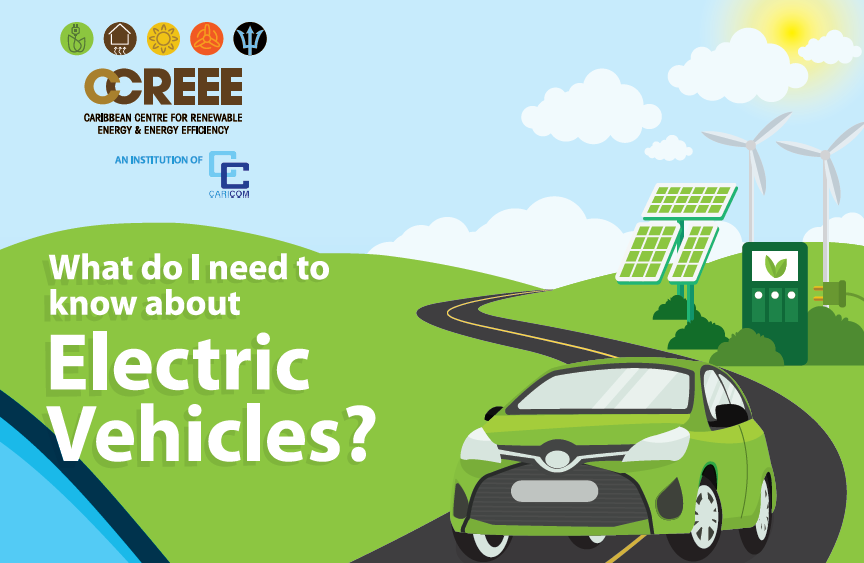 CCREEE
CARIBBEAN CENTRE FOR RENEWABLE
ENERGY & ENERGY EFFICIENCY
AN INSTITUTION OF
CARICOM
What do I need to
know about
Electric
Vehicles?